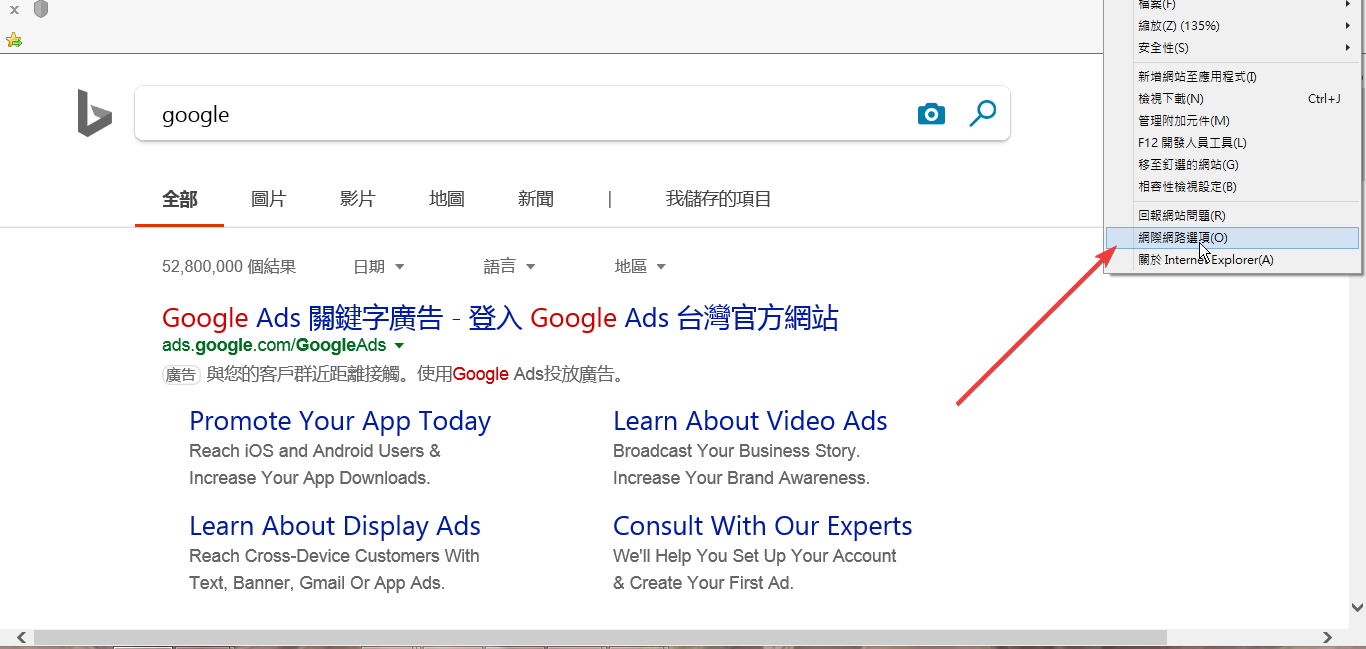 檔案(F)
縮放(Z) (135%)
安全性(S)
新增網站至應用程式(I)
檢視下載(N) Ctrl+J
管理附加元件(M)
F12 開發人員工具(L)
移至釘選的網站(G)
相容性檢視設定(B)
回報網站問題(R)
網際網路選項(O)
關於 Internet Explorer(A)
google
全部 圖片 影片 地圖 新聞 | 我儲存的項目
52,800,000 個結果 日期 語言 地區
Google Ads 關鍵字廣告 - 登入 Google Ads 台灣官方網站
ads.google.com/GoogleAds
廣告 與您的客戶群近距離接觸。使用Google Ads投放廣告。
Promote Your App Today
Reach iOS and Android Users &
Increase Your App Downloads.
Learn About Video Ads
Broadcast Your Business Story.
Increase Your Brand Awareness.
Learn About Display Ads
Reach Cross-Device Customers With
Text, Banner, Gmail Or App Ads.
Consult With Our Experts
We'll Help You Set Up Your Account
& Create Your First Ad.